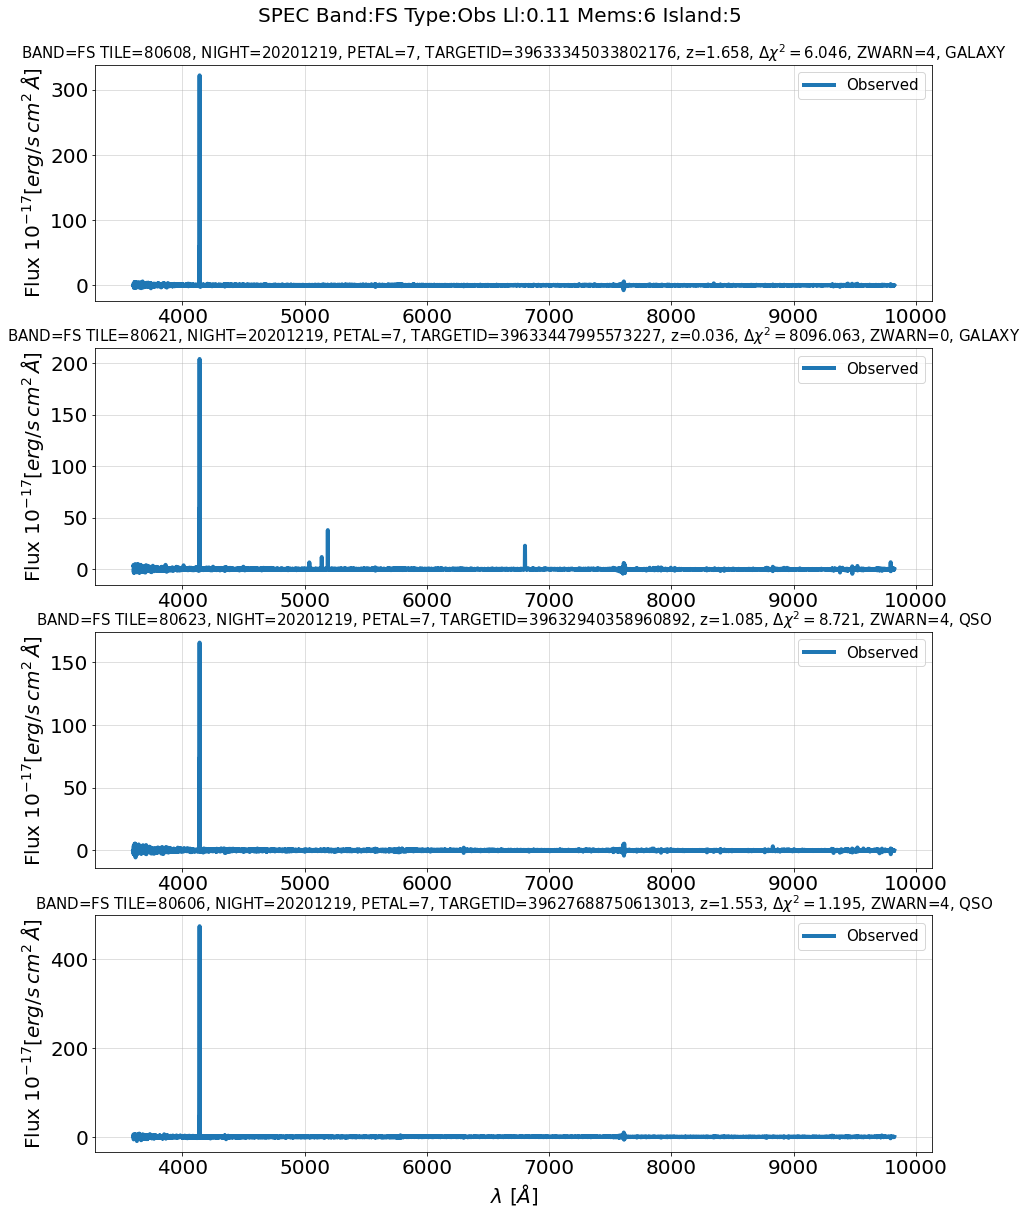 SPEC Band:FS Type:Obs Ll:0.11 Mems:6 Island:5
BAND=FS TILE=80608, NIGHT=20201219, PETAL=7, TARGETID=39633345033802176, z=1.658, Δχ² = 6.046, ZWARN=4, GALAXY
Flux 10⁻¹⁷[erg/s cm² Å]
300
200
100
0
Observed
4000 5000 6000 7000 8000 9000 10000
BAND=FS TILE=80621, NIGHT=20201219, PETAL=7, TARGETID=39633447995573227, z=0.036, Δχ² = 8096.063, ZWARN=0, GALAXY
Flux 10⁻¹⁷[erg/s cm² Å]
200
150
100
50
0
Observed
4000 5000 6000 7000 8000 9000 10000
BAND=FS TILE=80623, NIGHT=20201219, PETAL=7, TARGETID=39632940358960892, z=1.085, Δχ² = 8.721, ZWARN=4, QSO
Flux 10⁻¹⁷[erg/s cm² Å]
150
100
50
0
Observed
4000 5000 6000 7000 8000 9000 10000
BAND=FS TILE=80606, NIGHT=20201219, PETAL=7, TARGETID=39627688750613013, z=1.553, Δχ² = 1.195, ZWARN=4, QSO
Flux 10⁻¹⁷[erg/s cm² Å]
400
200
0
Observed
4000 5000 6000 7000 8000 9000 10000
λ [Å]